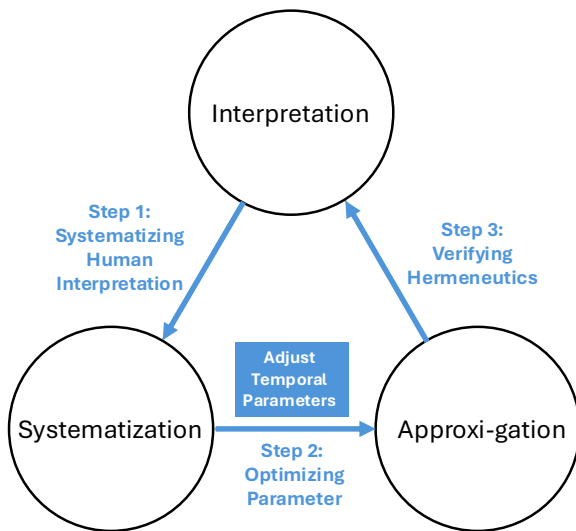 Interpretation
Step 1:
Systematizing
Human
Interpretation
Step 3:
Verifying
Hermeneutics
Adjust
Temporal
Parameters
Systematization
Approxi-gation
Step 2:
Optimizing
Parameter